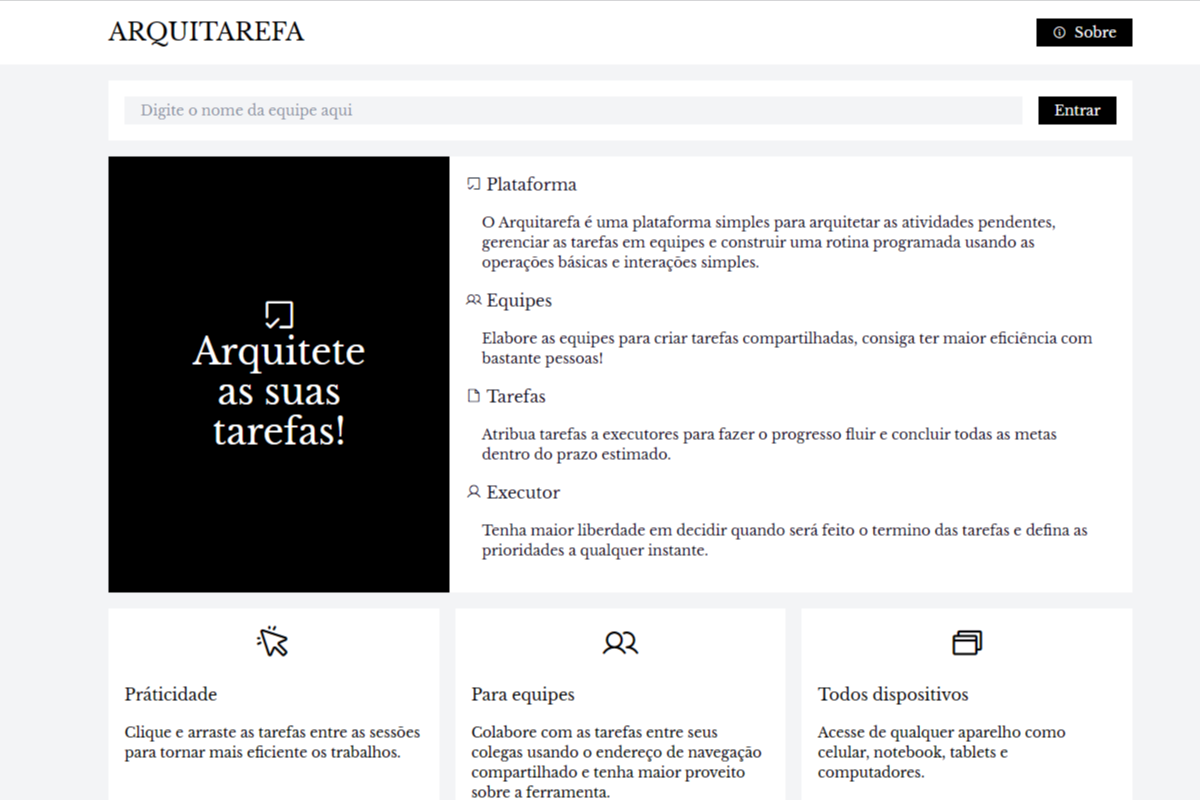 ARQUITAREFA
Sobre
Digite o nome da equipe aqui
Entrar
Arquitete
as suas
tarefas!
Plataforma
O Arquitarefa é uma plataforma simples para arquitetar as atividades pendentes,
gerenciar as tarefas em equipes e construir uma rotina programada usando as
operações básicas e interações simples.
Equipes
Elabore as equipes para criar tarefas compartilhadas, consiga ter maior eficiência com
bastante pessoas!
Tarefas
Atribua tarefas a executores para fazer o progresso fluir e concluir todas as metas
dentro do prazo estimado.
Executor
Tenha maior liberdade em decidir quando será feito o termino das tarefas e defina as
prioridades a qualquer instante.
Práticidade
Clique e arraste as tarefas entre as sessões
para tornar mais eficiente os trabalhos.
Para equipes
Colabore com as tarefas entre seus
colegas usando o endereço de navegação
compartilhado e tenha maior proveito
sobre a ferramenta.
Todos dispositivos
Acesse de qualquer aparelho como
celular, notebook, tablets e
computadores.